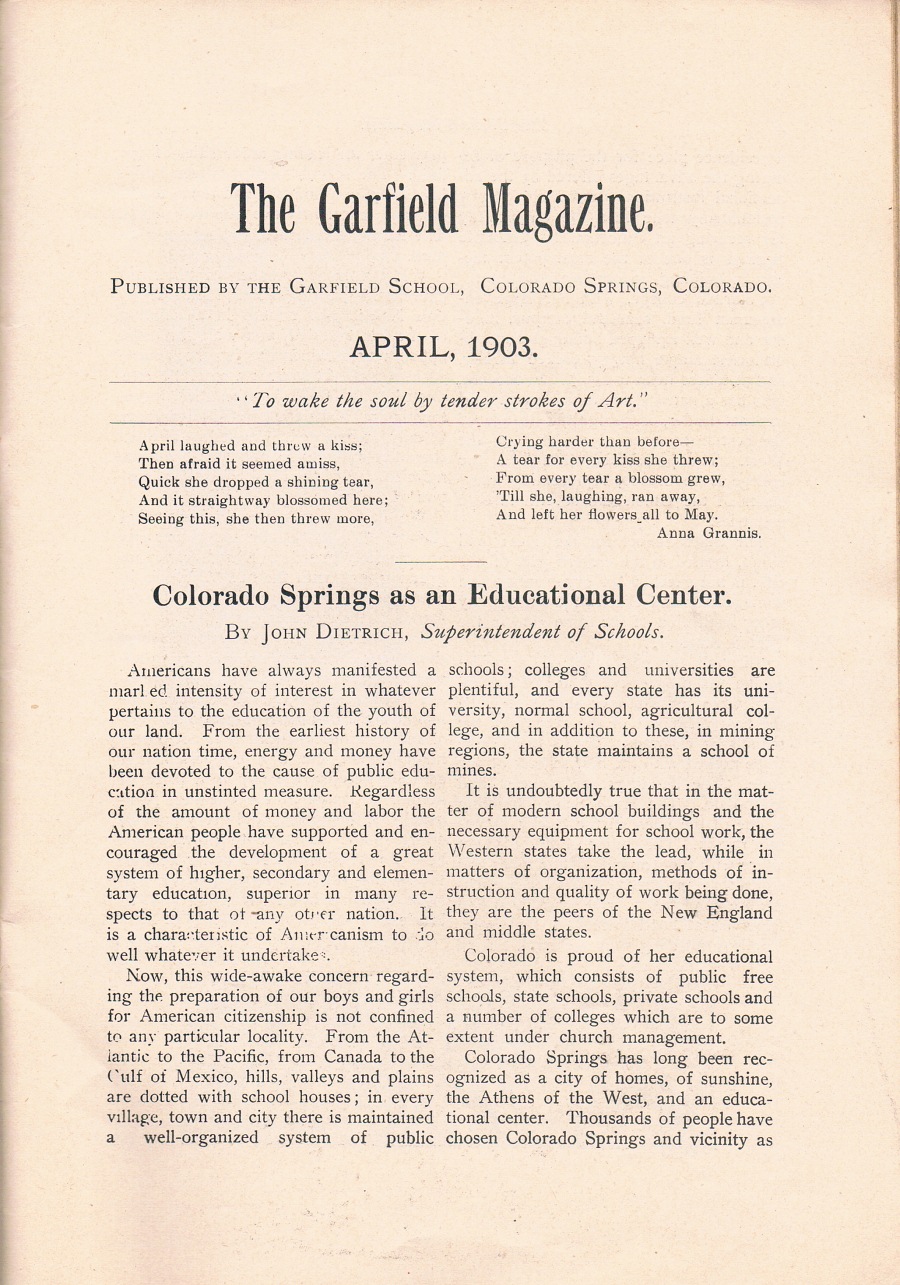 The Garfield Magazine.
PUBLISHED BY THE GARFIELD SCHOOL, COLORADO SPRINGS, COLORADO.
APRIL, 1903.
"To wake the soul by tender strokes of Art."
April laughed and threw a kiss;
Then afraid it seemed amiss,
Quick she dropped a shining tear,
And it straightway blossomed here;
Seeing this, she then threw more,
Crying harder than before—
A tear for every kiss she threw;
From every tear a blossom grew,
'Till she, laughing, ran away,
And left her flowers all to May.
Anna Grannis.
Colorado Springs as an Educational Center.
BY JOHN DIETRICH, Superintendent of Schools.
Americans have always manifested a
marked intensity of interest in whatever
pertains to the education of the youth of
our land. From the earliest history of
our nation time, energy and money have
been devoted to the cause of public edu-
cation in unstinted measure. Regardless
of the amount of money and labor the
American people have supported and en-
couraged the development of a great
system of higher, secondary and elemen-
tary education, superior in many re-
spects to that of any other nation. It
is a characteristic of Americanism to do
well whatever it undertakes.
Now, this wide-awake concern regard-
ing the preparation of our boys and girls
for American citizenship is not confined
to any particular locality. From the At-
lantic to the Pacific, from Canada to the
Gulf of Mexico, hills, valleys and plains
are dotted with school houses; in every
village, town and city there is maintained
a well-organized system of public
schools; colleges and universities are
plentiful, and every state has its uni-
versity, normal school, agricultural col-
lege, and in addition to these, in mining
regions, the state maintains a school of
mines.
It is undoubtedly true that in the mat-
ter of modern school buildings and the
necessary equipment for school work, the
Western states take the lead, while in
matters of organization, methods of in-
struction and quality of work being done,
they are the peers of the New England
and middle states.
Colorado is proud of her educational
system, which consists of public free
schools, state schools, private schools and
a number of colleges which are to some
extent under church management.
Colorado Springs has long been rec-
ognized as a city of homes, of sunshine,
the Athens of the West, and an educa-
tional center. Thousands of people have
chosen Colorado Springs and vicinity as